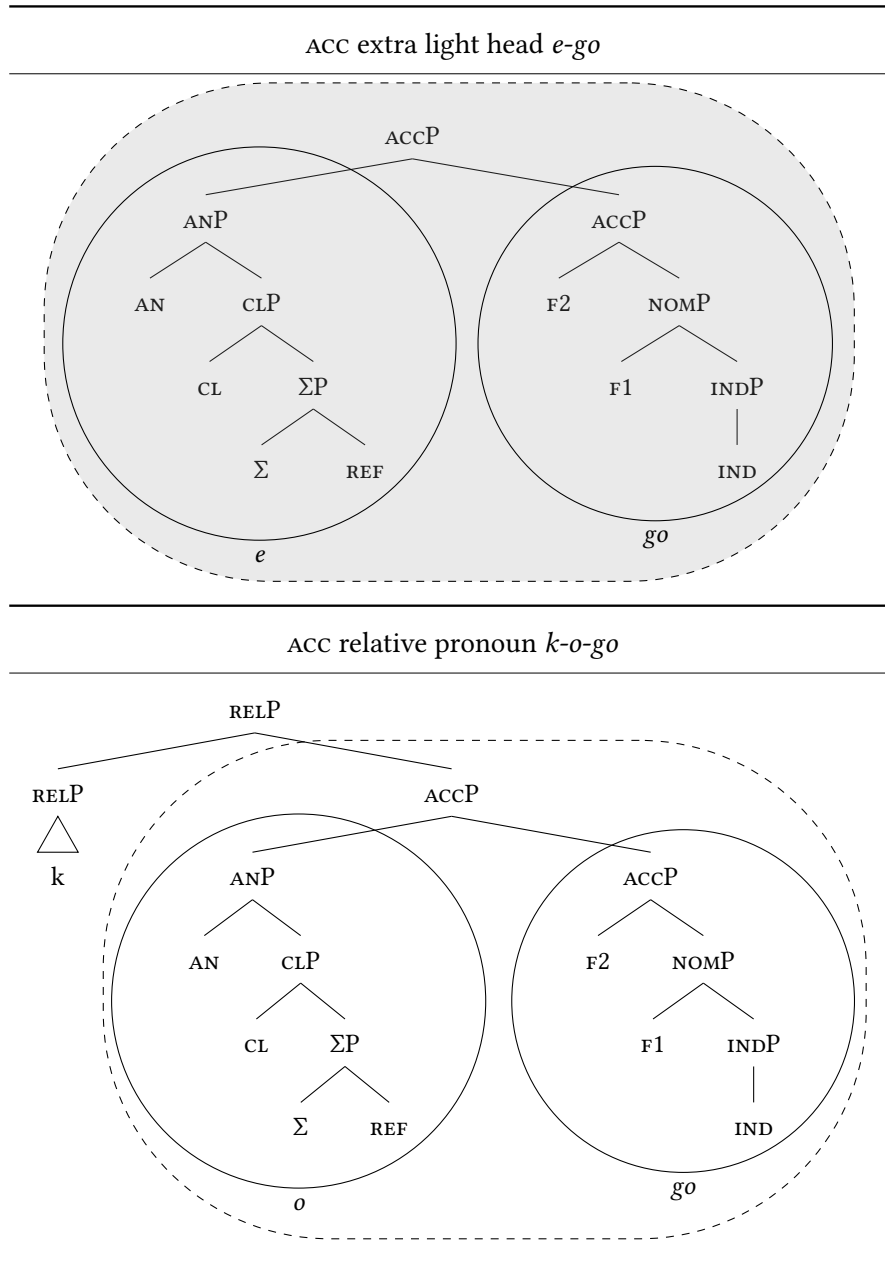 ACC extra light head e-go
ACCP
ANP ACCP
AN CLP F2 NOMP
CL ΣP F1 INDP
Σ REF IND
e go
ACC relative pronoun k-o-go
RELP
RELP ACCP
k ANP ACCP
AN CLP F2 NOMP
CL ΣP F1 INDP
Σ REF IND
o go